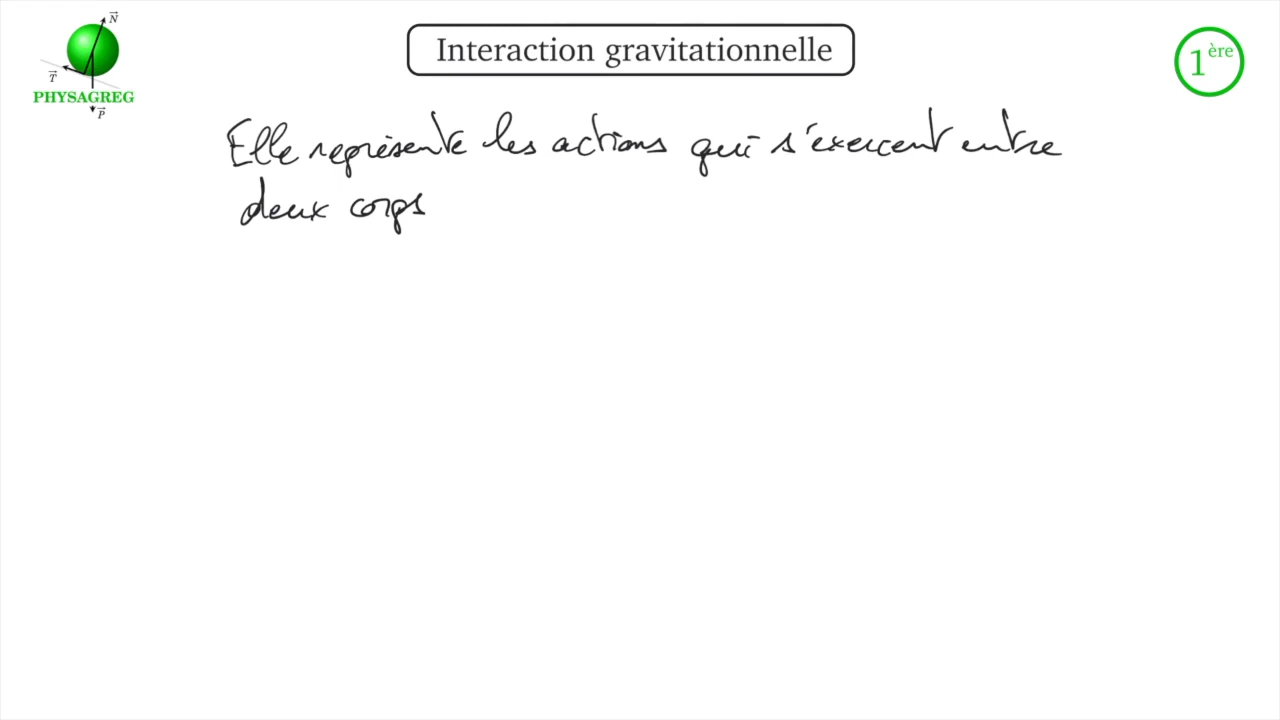 N
T
PHYSAGREG
P
Interaction gravitationnelle
1ère
Elle représente les actions qui s'exercent entre
deux corps